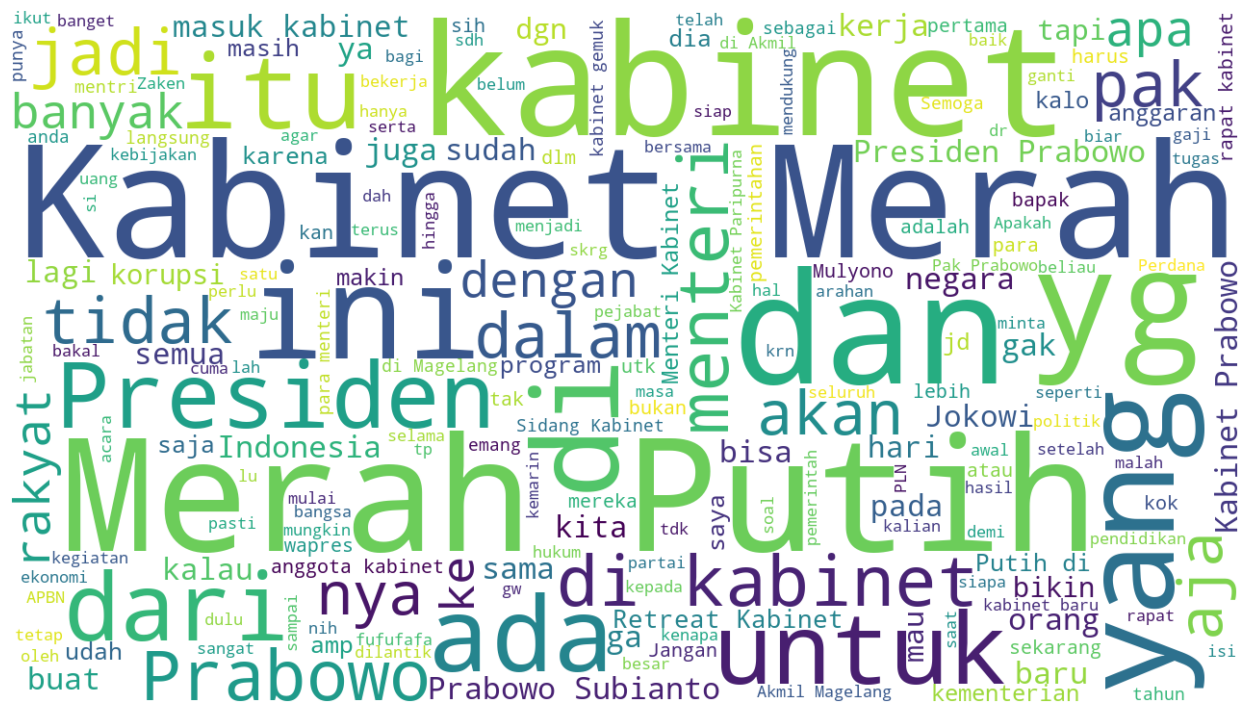 ikut
banget
masuk kabinet
sih
dgn
telah
sebagai
kerja
pertama
tapi
apa
punya
jadi
itu
masih
ya
sdh
bagi
kabinet gemuk
kabinet
dia
di Akmil
baik
harus
rapat kabinet
mentri
Zaken
bekerja
belum
mendukung
ganti
pak
banyak
hanya
siap
Semoga
kalo
anggaran
anda
langsung
agar
serta
dr
biar
gaji
kebijakan
karena
juga
sudah
dlm
bersama
menteri
Presiden Prabowo
tugas
uang
si
Kabinet
dah
hingga
Merah
bapak
kan
terus
menjadi
skrg
Menteri Kabinet
Kabinet Paripurna
pemerintahan
adalah
Apakah
para
lagi
korupsi
satu
makin
ini
dengan
Mulyono
negara
Pak Prabowo
beliau
Perdana
perlu
maju
pejabat
hal
arahan
dan
yg
Kabinet Prabowo
tidak
dalam
minta
bakal
semua
cuma
lah
para menteri
di Magelang
program
utk
krn
jd
gak
jabatan
Presiden
tak
di
masa
bukan
seluruh
lebih
seperti
rakyat
acara
saja
Indonesia
selama
tp
emang
Sidang Kabinet
akan
Jokowi
politik
yang
lu
Merah Putih
kemarin
bisa
hari
awal
setelah
atau
malah
mulai
bangsa
mereka
saya
soal
pemerintah
PLN
pada
hasil
kok
pasti
mungkin
wapres
kita
tdk
kalian
demi
pendidikan
kegiatan
hukum
ekonomi
kalau
anggota kabinet
ke
sama
partai
di kabinet
Putih di
aja
APBN
dari
sampai
nya
gw
kepada
siapa
bikin
dulu
nih
fufufafa
ada
Retreat Kabinet
untuk
kabinet baru
rapat
tetap
oleh
udah
sangat
amp
dilantik
ga
kenapa
Jangan
mau
saat
orang
sekarang
isi
buat
Prabowo
besar
Prabowo Subianto
Akmil Magelang
baru
kementerian
tahun